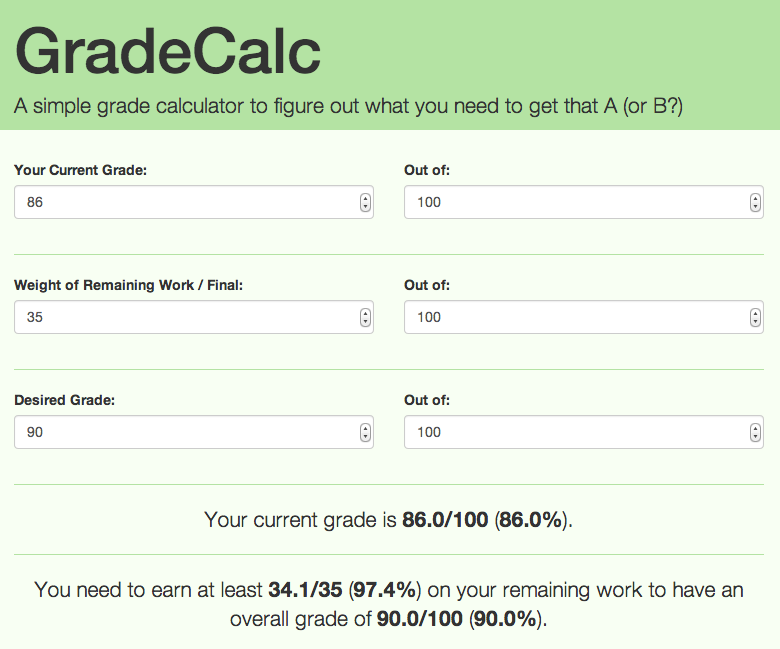 GradeCalc
A simple grade calculator to figure out what you need to get that A (or B?)
Your Current Grade: Out of:
86 100
Weight of Remaining Work / Final: Out of:
35 100
Desired Grade: Out of:
90 100
Your current grade is 86.0/100 (86.0%).
You need to earn at least 34.1/35 (97.4%) on your remaining work to have an
overall grade of 90.0/100 (90.0%).